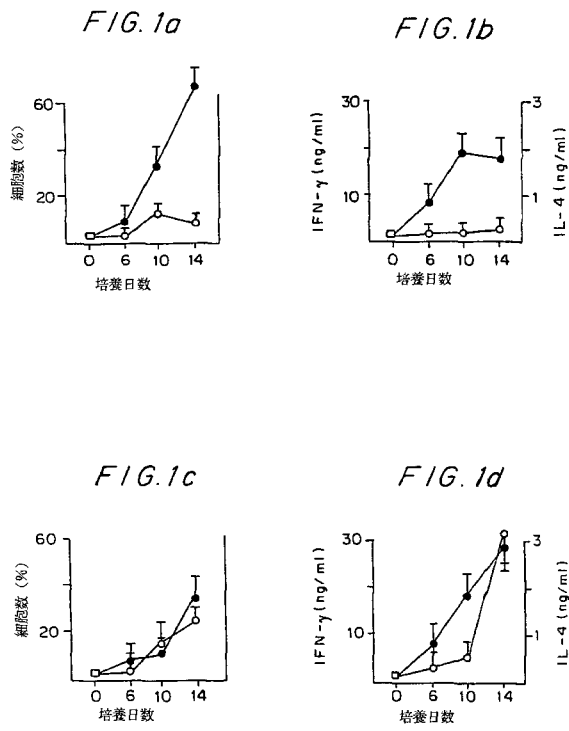 FIG.1a
細胞数 (%)
60
20
0 6 10 14
培養日数
FIG.1b
IFN-γ (ng/ml)
30
10
3
1
IL-4 (ng/ml)
0 6 10 14
培養日数
FIG.1c
細胞数 (%)
60
20
0 6 10 14
培養日数
FIG.1d
IFN-γ (ng/ml)
30
10
3
1
IL-4 (ng/ml)
0 6 10 14
培養日数